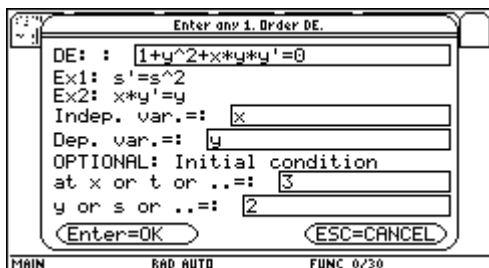 Enter any 1. Order DE.
DE: : 1+y^2+x*y*y'=0
Ex1: s'=s^2
Ex2: x*y'=y
Indep. var.=: x
Dep. var.=: y
OPTIONAL: Initial condition
at x or t or ..=: 3
y or s or ..=: 2
Enter=OK ESC=CANCEL
MAIN RAD AUTO FUNC 0/30